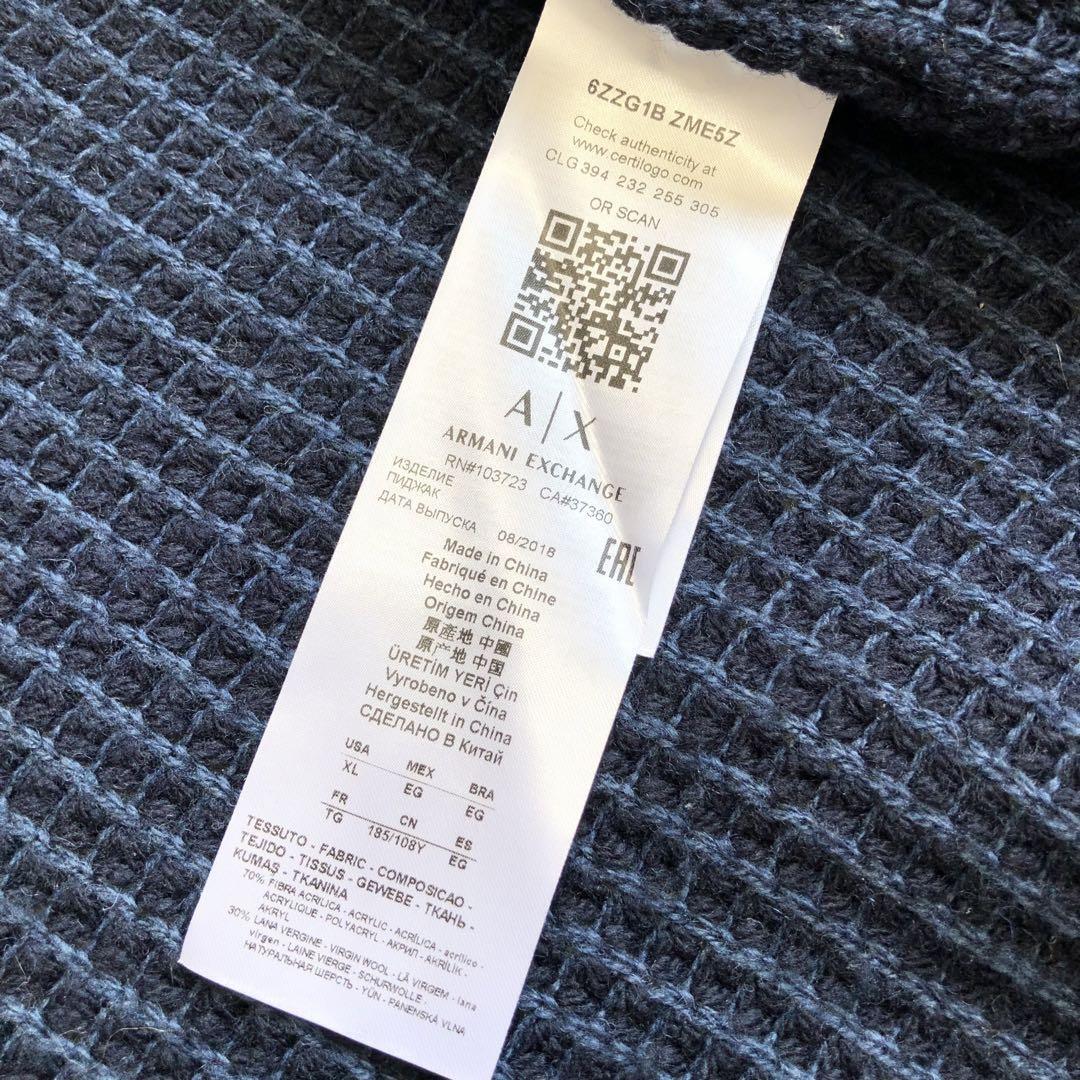 6ZZG1B ZME5Z
Check authenticity at
www.certilogo.com
CLG 394 232 255 305
OR SCAN
A|X
ARMANI EXCHANGE
RN#103723 CA#37360
ИЗДЕЛИЕ
ПИДЖАК
ДАТА ВЫПУСКА 08/2018
EAC
Made in China
Fabriqué en Chine
Hecho en China
Origem China
原產地 中國
原产地 中国
ÜRETİM YERİ Çin
Vyrobeno v Čína
Hergestellt in China
СДЕЛАНО В Китай
USA MEX BRA
XL EG EG
FR CN ES
TG 185/108Y EG
TESSUTO - FABRIC - COMPOSICAO -
TEJIDO - TISSUS - GEWEBE - ТКАНЬ -
KUMAŞ - TKANINA
70% FIBRA ACRILICA - ACRYLIC - ACRÍLICA - acrílico -
ACRYLIQUE - POLYACRYL - АКРИЛ - AKRİLİK -
AKRYL
30% LANA VERGINE - VIRGIN WOOL - LÃ VIRGEM - lana
virgen - LAINE VIERGE - SCHURWOLLE -
НАТУРАЛЬНАЯ ШЕРСТЬ - YÜN - PANENSKÁ VLNA